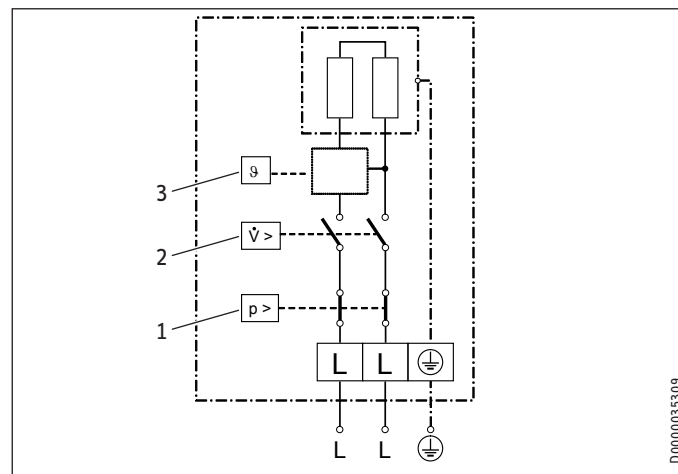 3 ϑ
2 V̇ >
1 p >
L L
L L
D0000035309